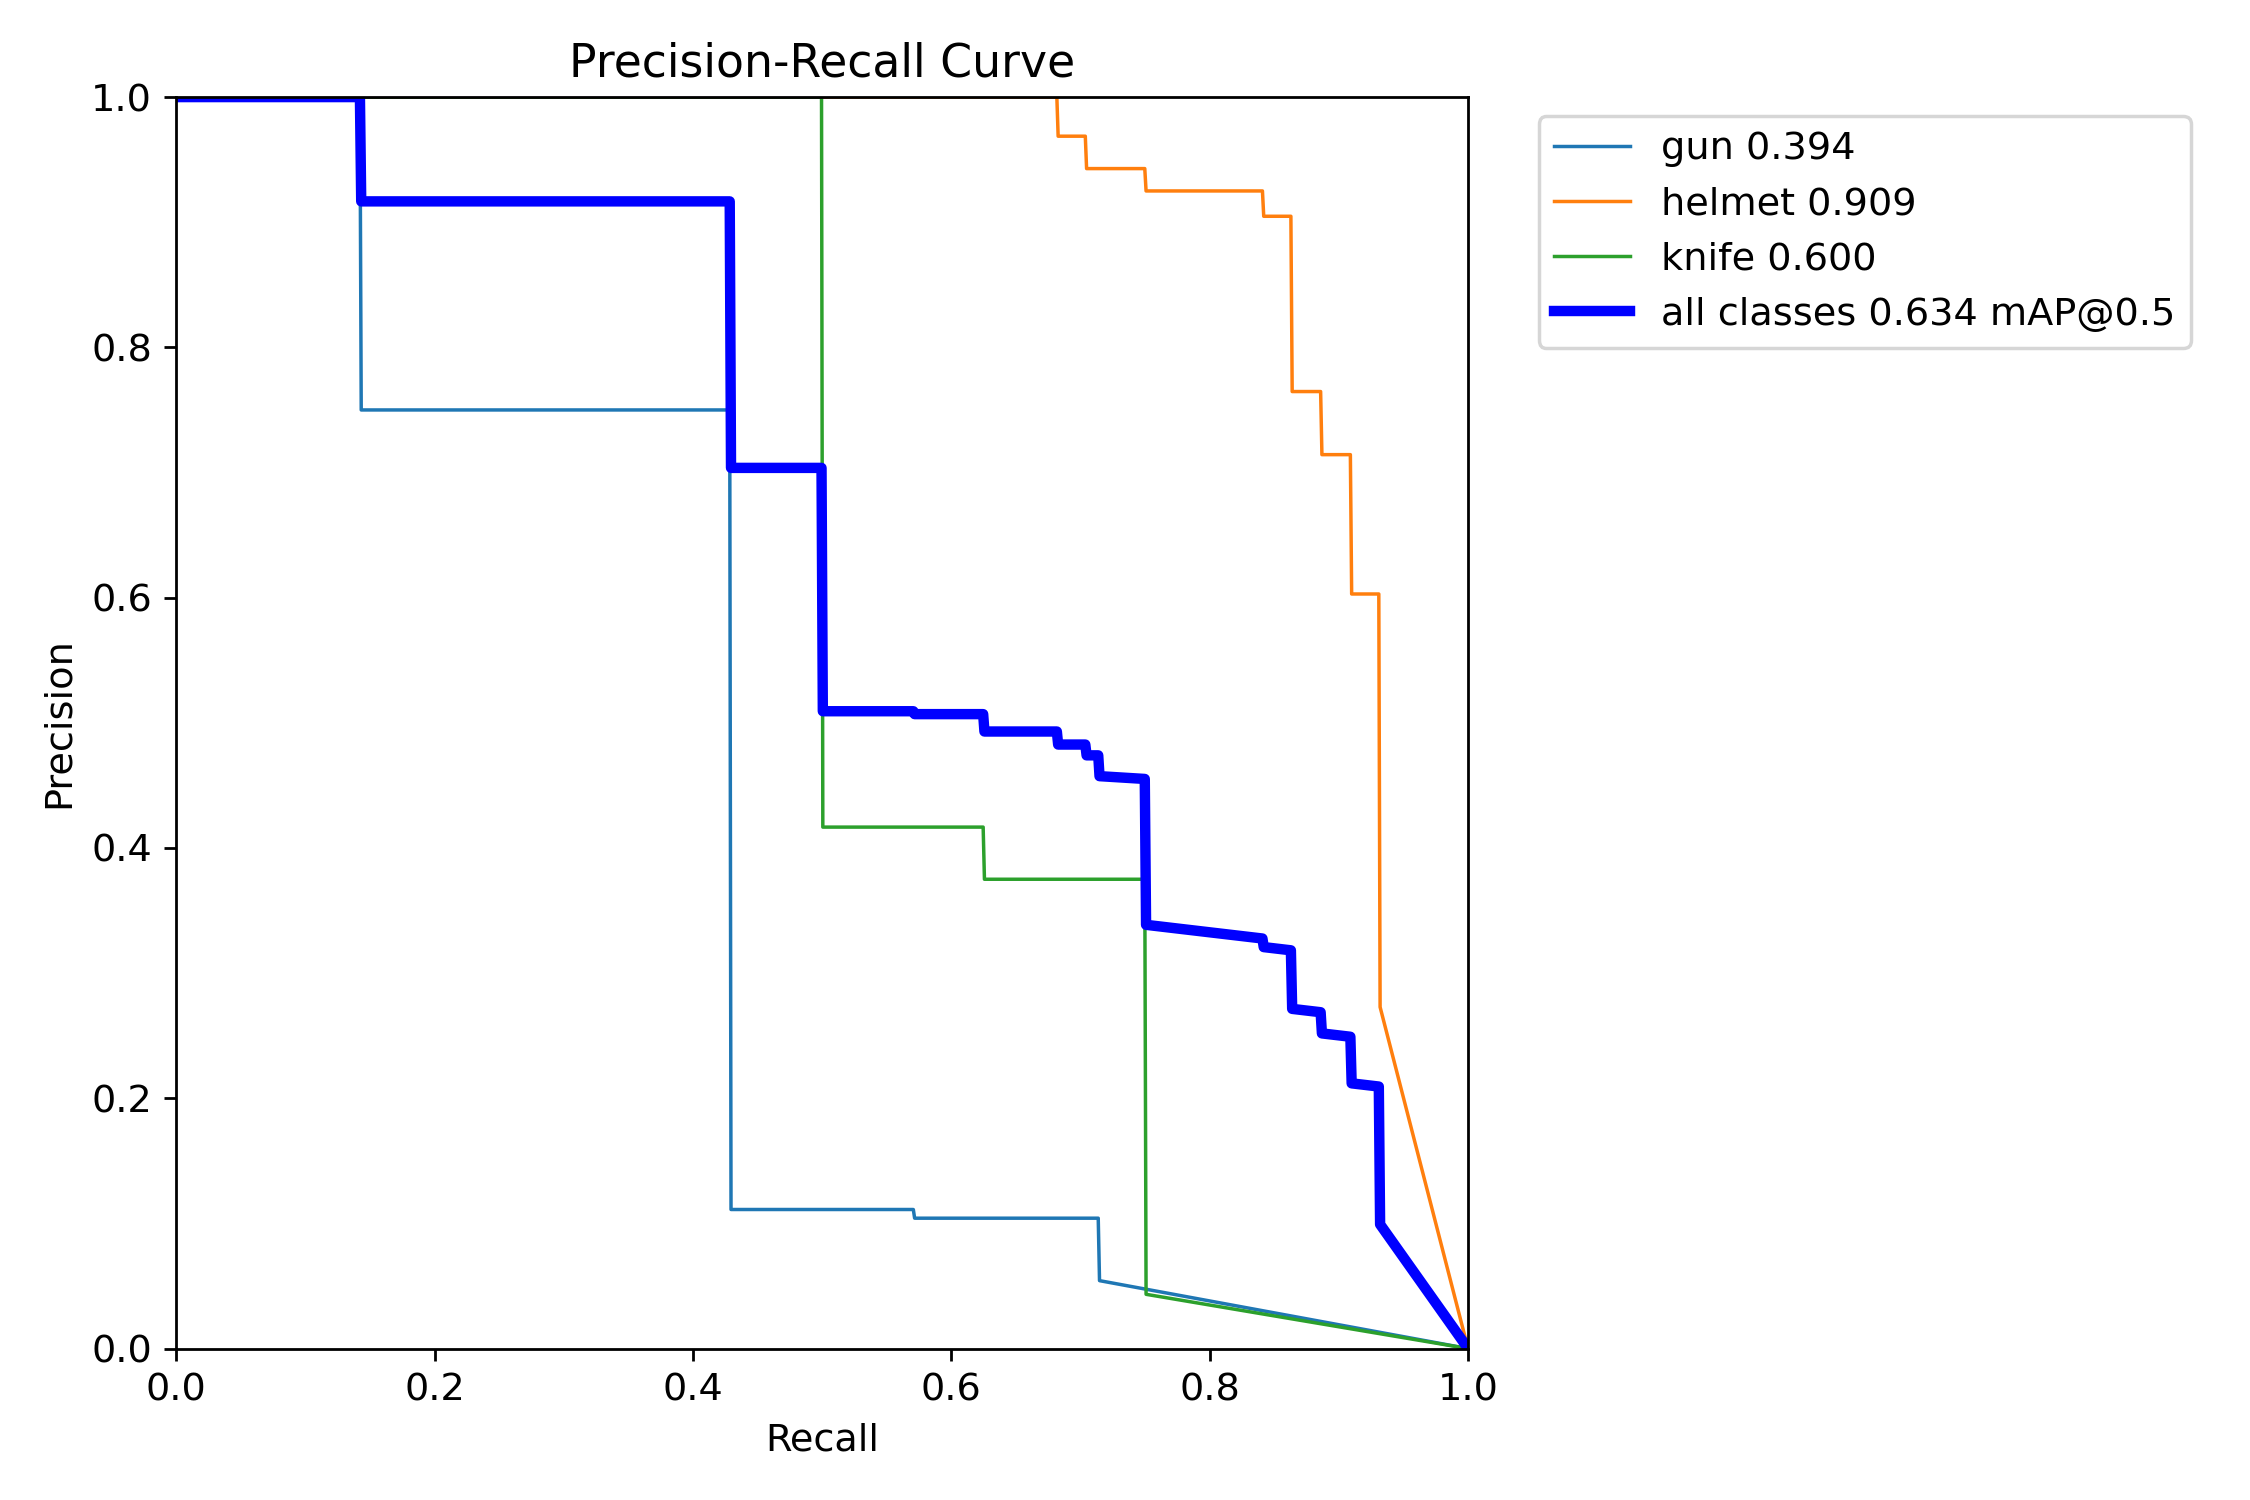 Precision-Recall Curve
1.0
0.8
0.6
0.4
0.2
0.0
Precision
0.0 0.2 0.4 0.6 0.8 1.0
Recall
gun 0.394
helmet 0.909
knife 0.600
all classes 0.634 mAP@0.5